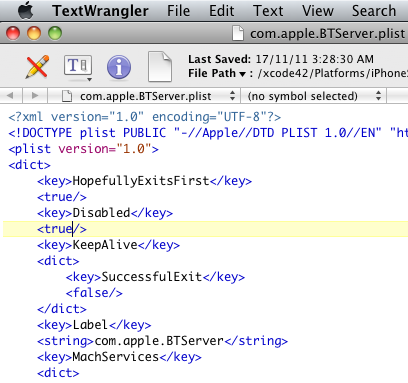 TextWrangler File Edit Text View Search
com.apple.BTServer.plist
Last Saved: 17/11/11 3:28:30 AM
File Path ▾ : /xcode42/Platforms/iPhone
com.apple.BTServer.plist (no symbol selected)
<?xml version="1.0" encoding="UTF-8"?>
<!DOCTYPE plist PUBLIC "-//Apple//DTD PLIST 1.0//EN" "ht
<plist version="1.0">
<dict>
<key>HopefullyExitsFirst</key>
<true/>
<key>Disabled</key>
<true/>
<key>KeepAlive</key>
<dict>
<key>SuccessfulExit</key>
<false/>
</dict>
<key>Label</key>
<string>com.apple.BTServer</string>
<key>MachServices</key>
<dict>